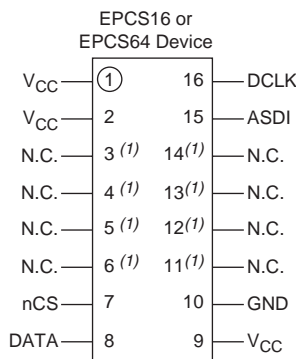 EPCS16 or
EPCS64 Device
V_CC 1 16 DCLK
V_CC 2 15 ASDI
N.C. 3 (1) 14 (1) N.C.
N.C. 4 (1) 13 (1) N.C.
N.C. 5 (1) 12 (1) N.C.
N.C. 6 (1) 11 (1) N.C.
nCS 7 10 GND
DATA 8 9 V_CC